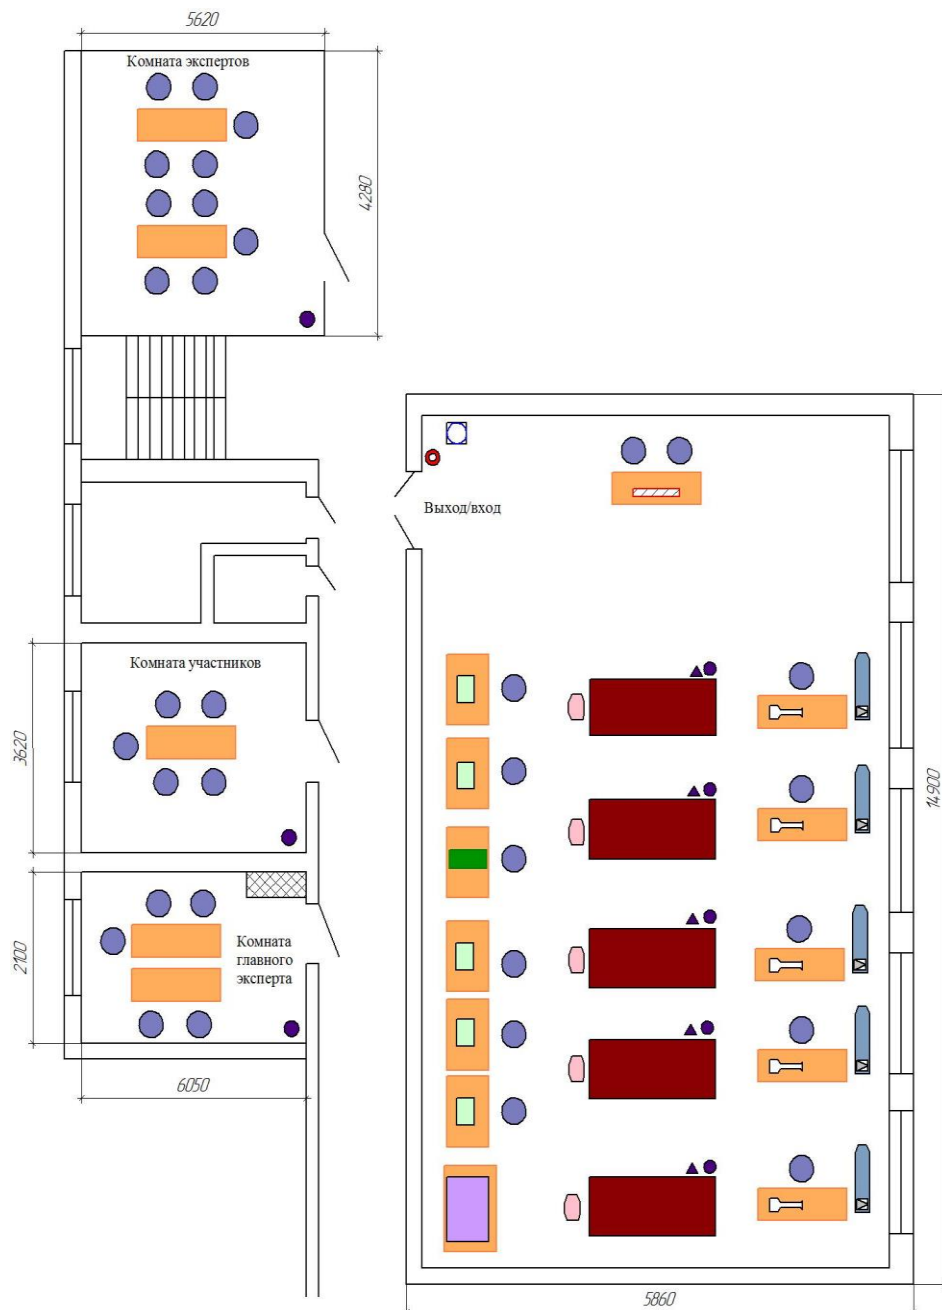 5620
Комната экспертов
4280
Выход/вход
Комната участников
3620
14900
2100
Комната
главного
эксперта
6050
5860